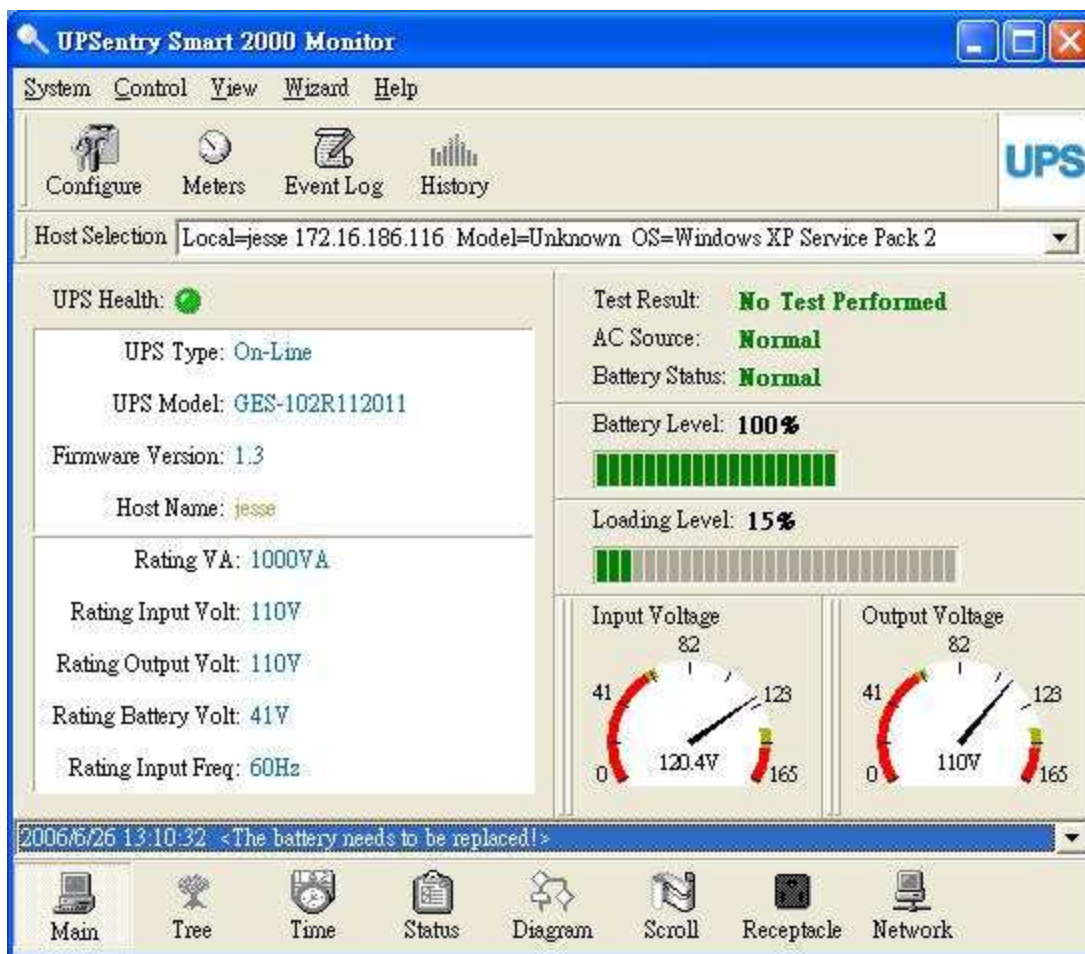 UPSentry Smart 2000 Monitor
System Control View Wizard Help
Configure Meters Event Log History
UPS
Host Selection Local=jesse 172.16.186.116 Model=Unknown OS=Windows XP Service Pack 2
UPS Health:
UPS Type: On-Line
UPS Model: GES-102R112011
Firmware Version: 1.3
Host Name: jesse
Rating VA: 1000VA
Rating Input Volt: 110V
Rating Output Volt: 110V
Rating Battery Volt: 41V
Rating Input Freq: 60Hz
Test Result: No Test Performed
AC Source: Normal
Battery Status: Normal
Battery Level: 100%
Loading Level: 15%
Input Voltage
82
41 123
0 120.4V 165
Output Voltage
82
41 123
0 110V 165
2006/6/26 13:10:32 <The battery needs to be replaced!>
Main Tree Time Status Diagram Scroll Receptacle Network